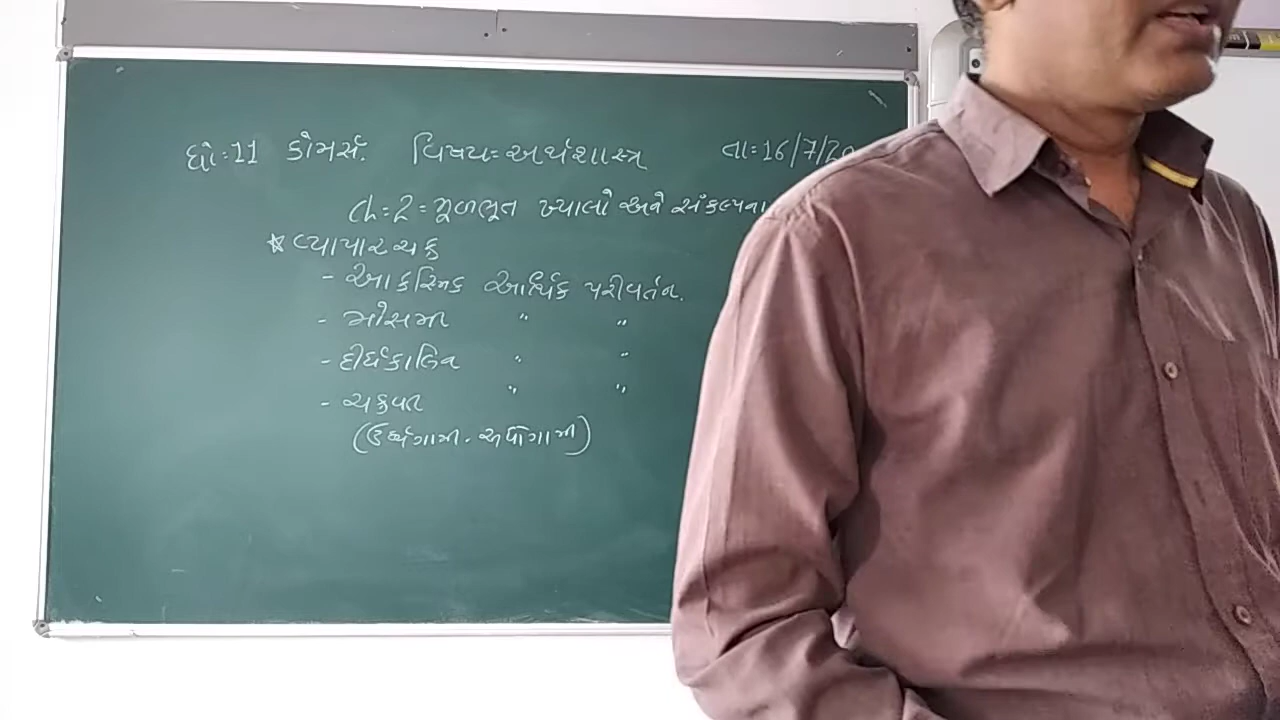 ધો:11 કોમર્સ. વિષય=અર્થશાસ્ત્ર તા=16/7/20
ch=2=મૂળભૂત ખ્યાલો અને સંકલ્પના
★ વ્યાપારચક્ર
- આકસ્મિક આર્થિક પરીવર્તન.
- મોસમી " "
- દીર્ઘકાલિન " "
- ચક્રવત " "
(ઉર્ધ્વગામી - અધોગામી)